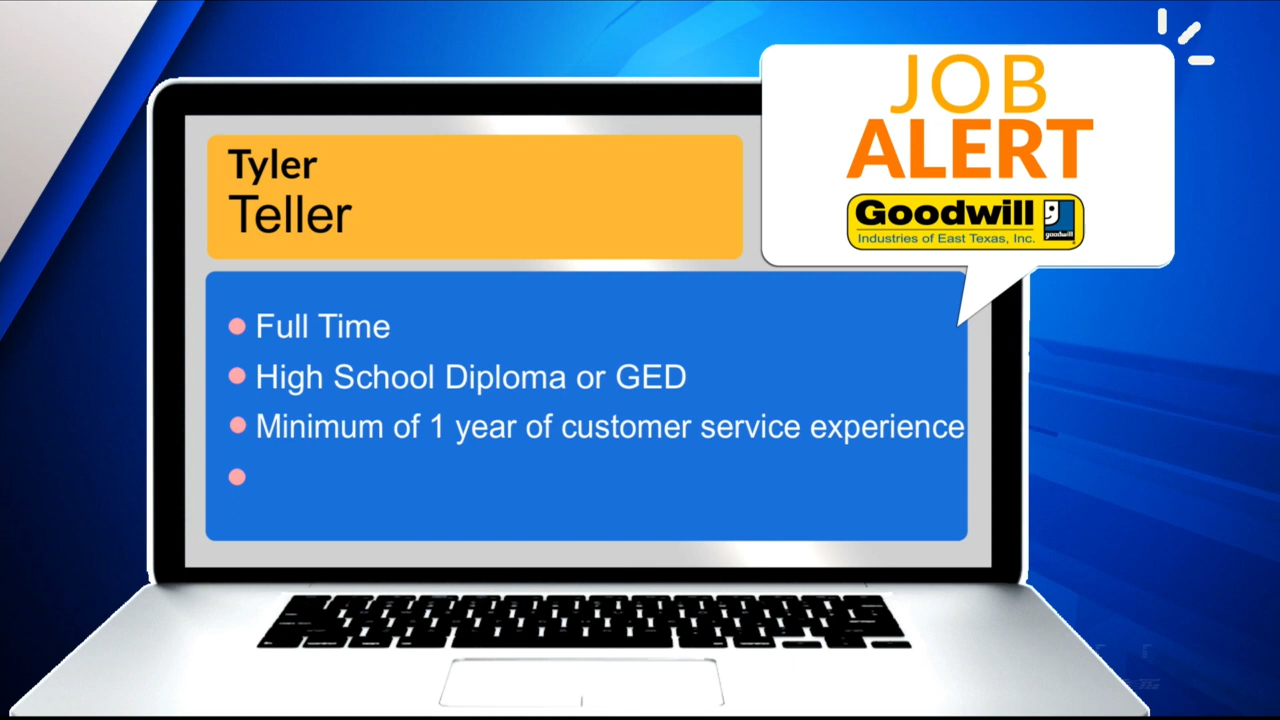 JOB
ALERT
Goodwill
Industries of East Texas, Inc.
goodwill
Tyler
Teller
Full Time
High School Diploma or GED
Minimum of 1 year of customer service experience